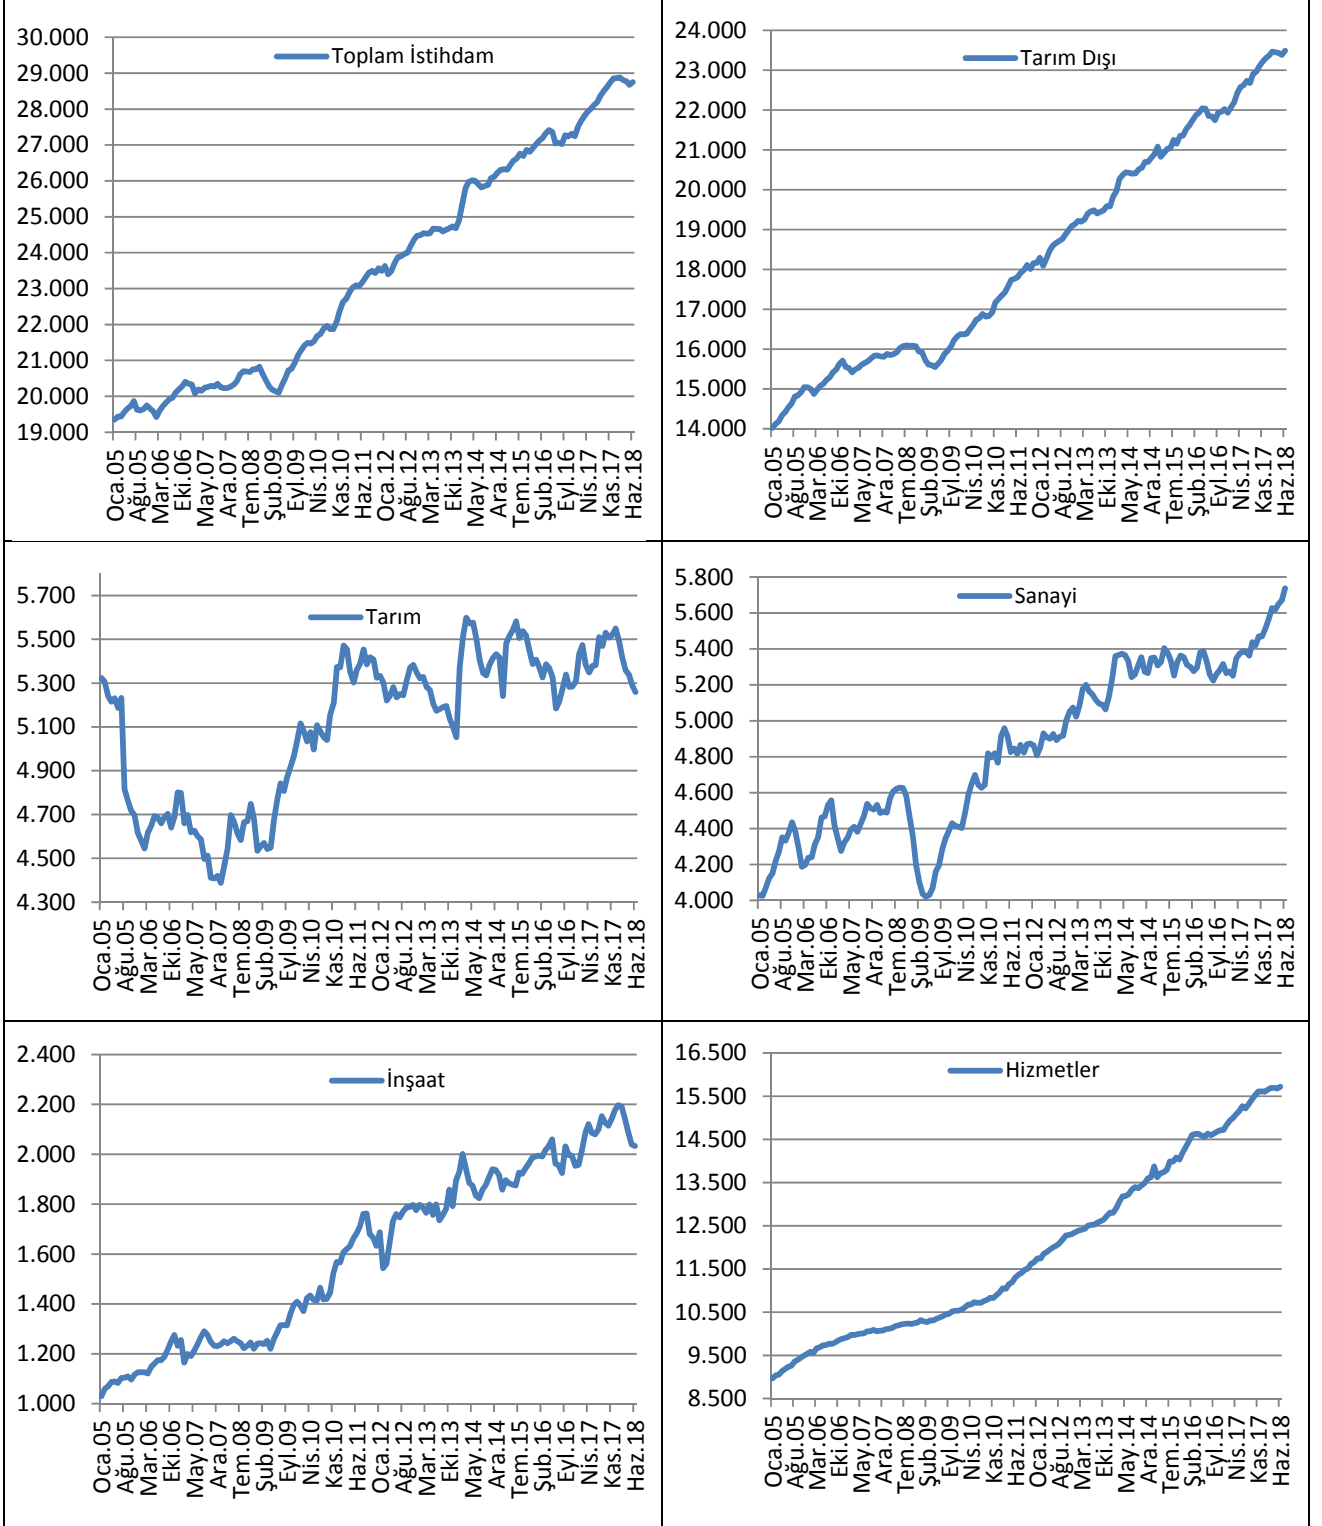 Toplam İstihdam
30.000
29.000
28.000
27.000
26.000
25.000
24.000
23.000
22.000
21.000
20.000
19.000
Oca.05
Ağu.05
Mar.06
Eki.06
May.07
Ara.07
Tem.08
Şub.09
Eyl.09
Nis.10
Kas.10
Haz.11
Oca.12
Ağu.12
Mar.13
Eki.13
May.14
Ara.14
Tem.15
Şub.16
Eyl.16
Nis.17
Kas.17
Haz.18
Tarım Dışı
24.000
23.000
22.000
21.000
20.000
19.000
18.000
17.000
16.000
15.000
14.000
Oca.05
Ağu.05
Mar.06
Eki.06
May.07
Ara.07
Tem.08
Şub.09
Eyl.09
Nis.10
Kas.10
Haz.11
Oca.12
Ağu.12
Mar.13
Eki.13
May.14
Ara.14
Tem.15
Şub.16
Eyl.16
Nis.17
Kas.17
Haz.18
Tarım
5.700
5.500
5.300
5.100
4.900
4.700
4.500
4.300
Oca.05
Ağu.05
Mar.06
Eki.06
May.07
Ara.07
Tem.08
Şub.09
Eyl.09
Nis.10
Kas.10
Haz.11
Oca.12
Ağu.12
Mar.13
Eki.13
May.14
Ara.14
Tem.15
Şub.16
Eyl.16
Nis.17
Kas.17
Haz.18
Sanayi
5.800
5.600
5.400
5.200
5.000
4.800
4.600
4.400
4.200
4.000
Oca.05
Ağu.05
Mar.06
Eki.06
May.07
Ara.07
Tem.08
Şub.09
Eyl.09
Nis.10
Kas.10
Haz.11
Oca.12
Ağu.12
Mar.13
Eki.13
May.14
Ara.14
Tem.15
Şub.16
Eyl.16
Nis.17
Kas.17
Haz.18
İnşaat
2.400
2.200
2.000
1.800
1.600
1.400
1.200
1.000
Oca.05
Ağu.05
Mar.06
Eki.06
May.07
Ara.07
Tem.08
Şub.09
Eyl.09
Nis.10
Kas.10
Haz.11
Oca.12
Ağu.12
Mar.13
Eki.13
May.14
Ara.14
Tem.15
Şub.16
Eyl.16
Nis.17
Kas.17
Haz.18
Hizmetler
16.500
15.500
14.500
13.500
12.500
11.500
10.500
9.500
8.500
Oca.05
Ağu.05
Mar.06
Eki.06
May.07
Ara.07
Tem.08
Şub.09
Eyl.09
Nis.10
Kas.10
Haz.11
Oca.12
Ağu.12
Mar.13
Eki.13
May.14
Ara.14
Tem.15
Şub.16
Eyl.16
Nis.17
Kas.17
Haz.18